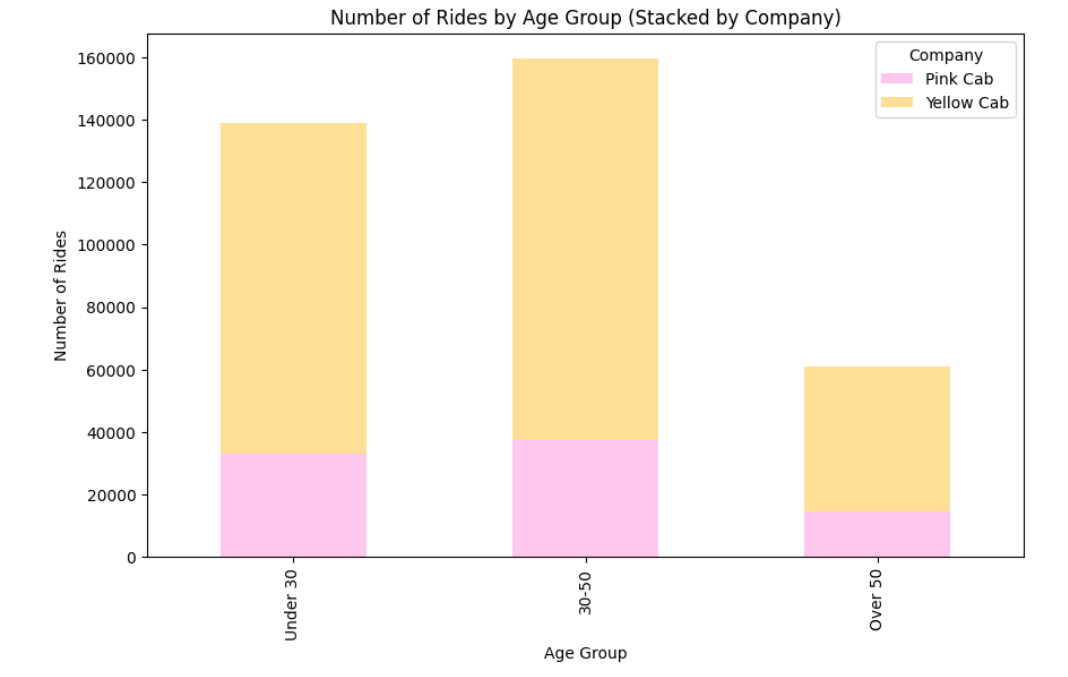 Number of Rides by Age Group (Stacked by Company)
Company
Pink Cab
Yellow Cab
160000
140000
120000
100000
80000
60000
40000
20000
0
Number of Rides
Under 30
30-50
Over 50
Age Group